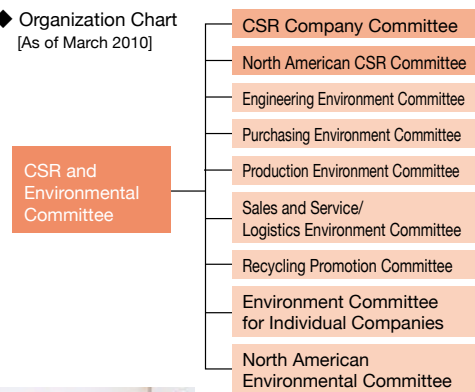 ◆ Organization Chart
[As of March 2010]
CSR and
Environmental
Committee
CSR Company Committee
North American CSR Committee
Engineering Environment Committee
Purchasing Environment Committee
Production Environment Committee
Sales and Service/
Logistics Environment Committee
Recycling Promotion Committee
Environment Committee
for Individual Companies
North American
Environmental Committee